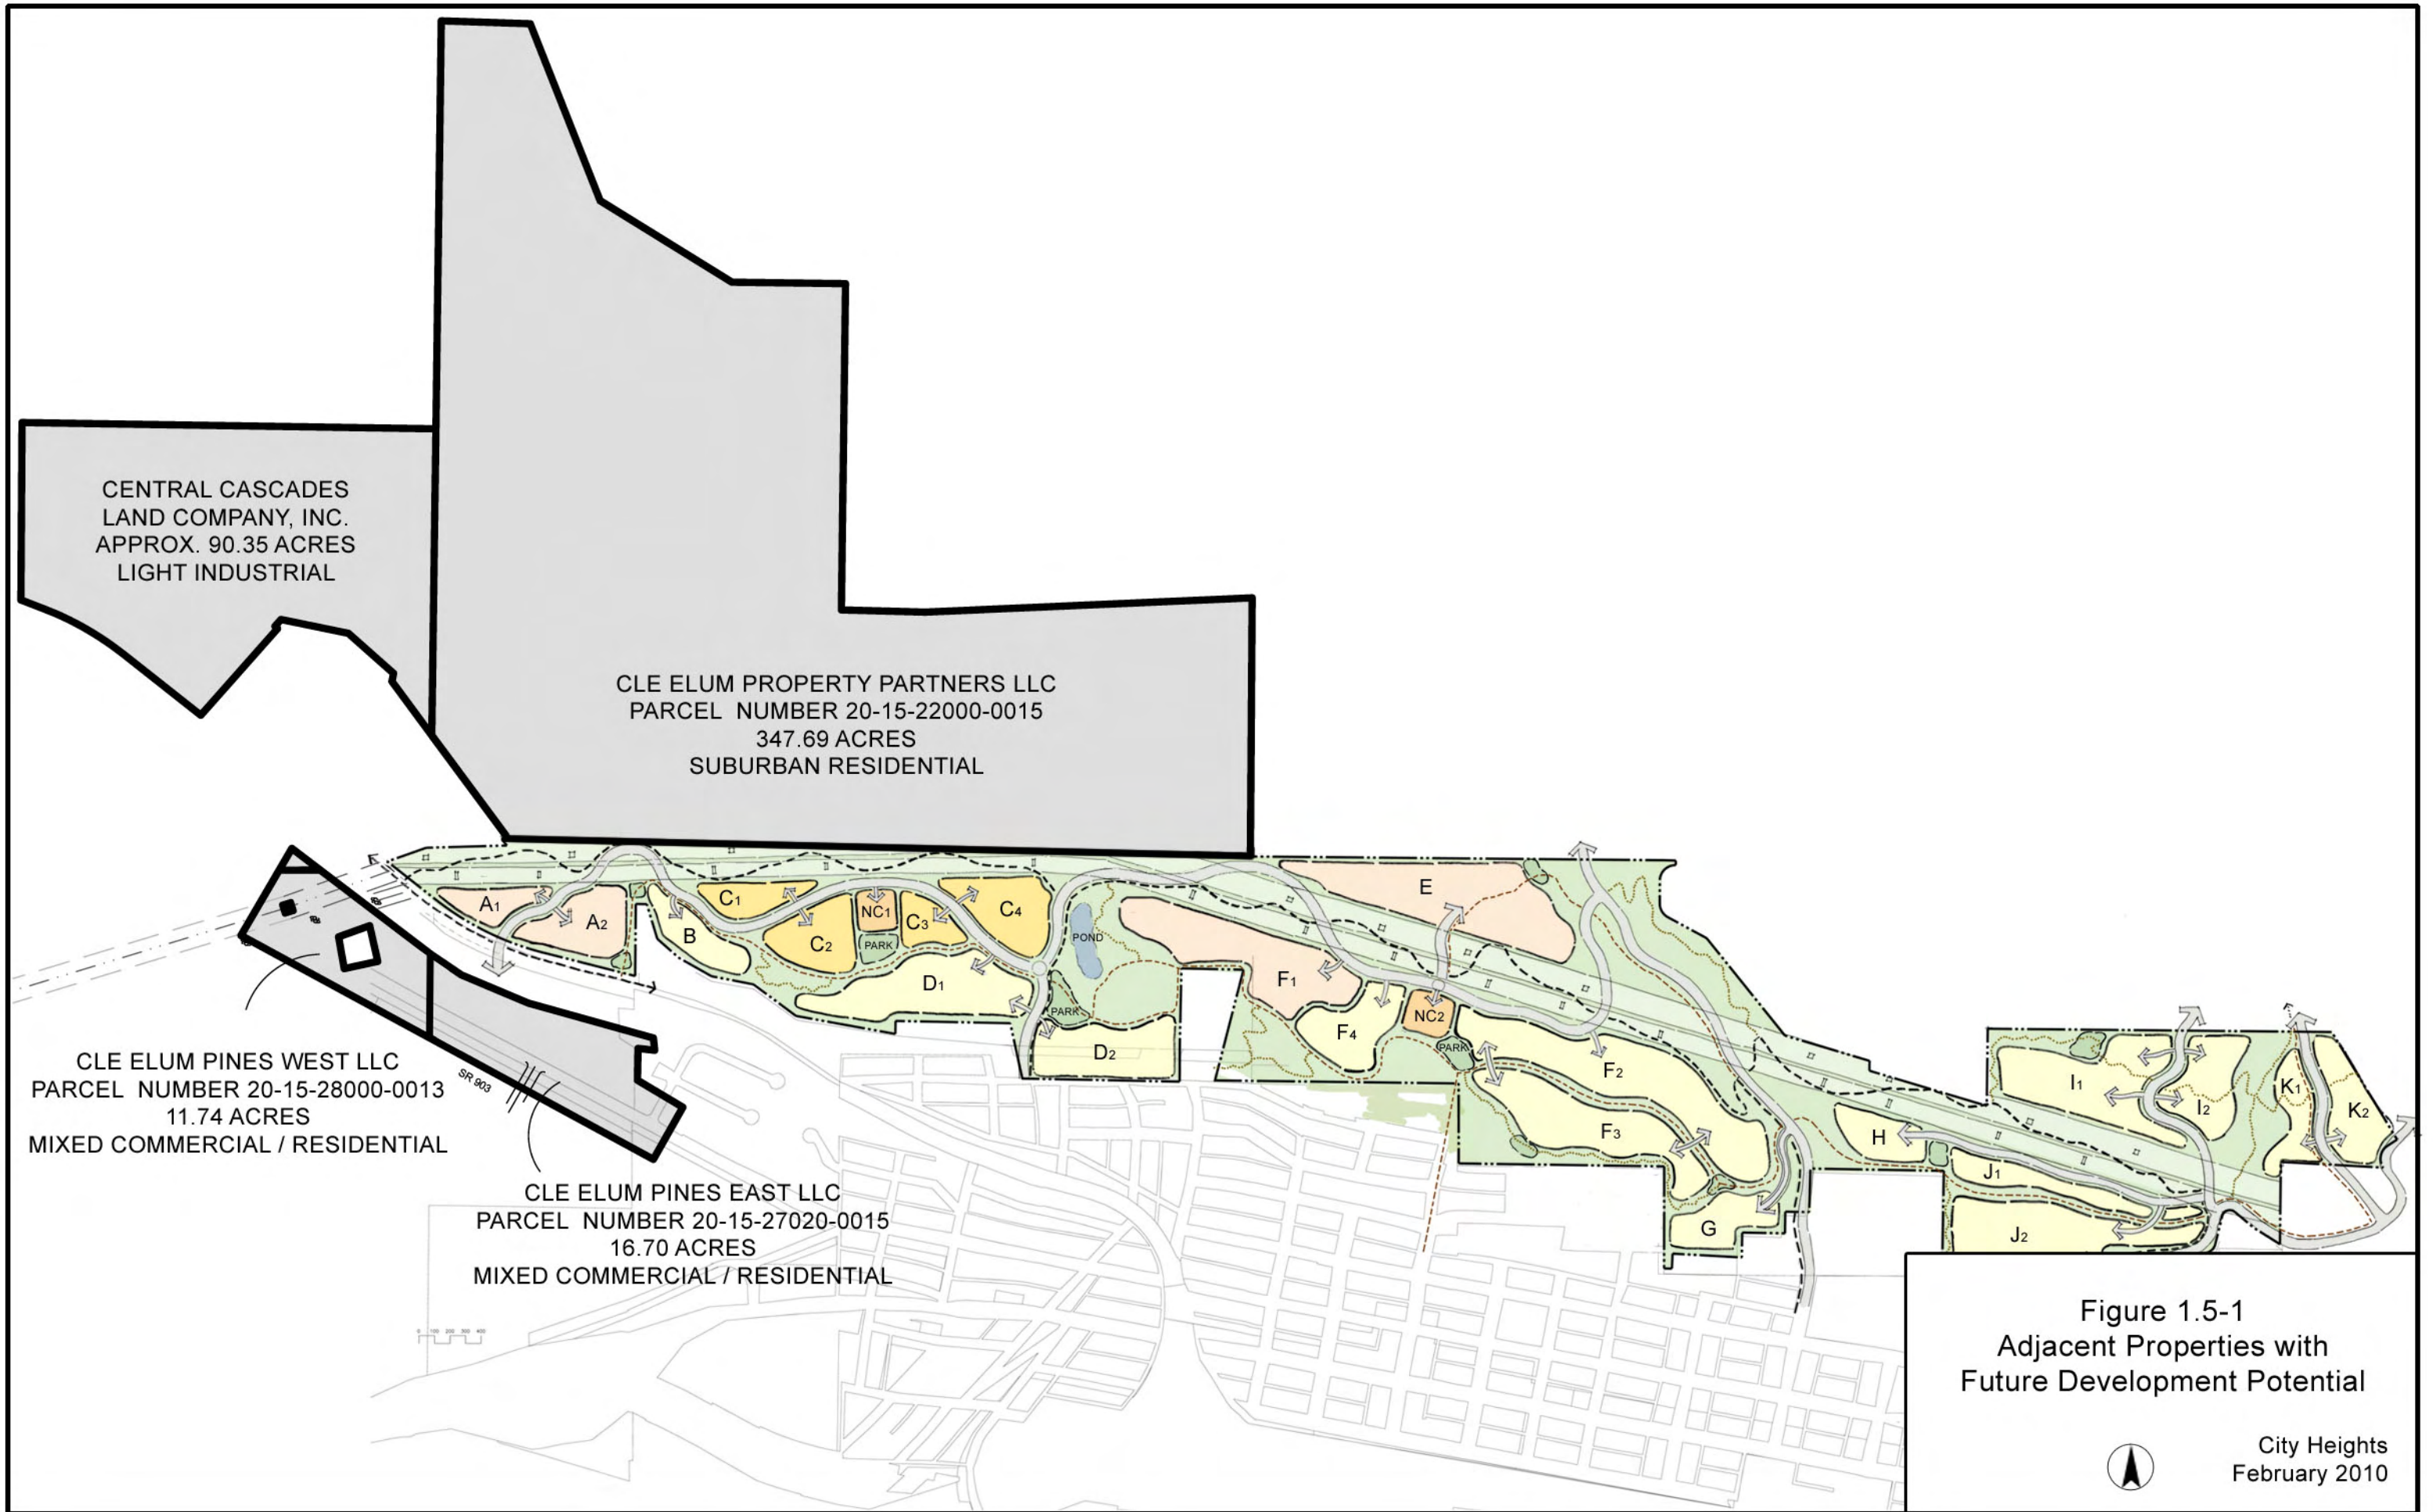 CENTRAL CASCADES
LAND COMPANY, INC.
APPROX. 90.35 ACRES
LIGHT INDUSTRIAL
CLE ELUM PROPERTY PARTNERS LLC
PARCEL NUMBER 20-15-22000-0015
347.69 ACRES
SUBURBAN RESIDENTIAL
A1
A2
B
C1
C2
NC1
PARK
C3
C4
D1
POND
PARK
D2
E
F1
F4
NC2
PARK
F2
F3
G
H
I1
I2
J1
J2
K1
K2
CLE ELUM PINES WEST LLC
PARCEL NUMBER 20-15-28000-0013
11.74 ACRES
MIXED COMMERCIAL / RESIDENTIAL
SR 903
CLE ELUM PINES EAST LLC
PARCEL NUMBER 20-15-27020-0015
16.70 ACRES
MIXED COMMERCIAL / RESIDENTIAL
0 100 200 300 400
Figure 1.5-1
Adjacent Properties with
Future Development Potential
City Heights
February 2010